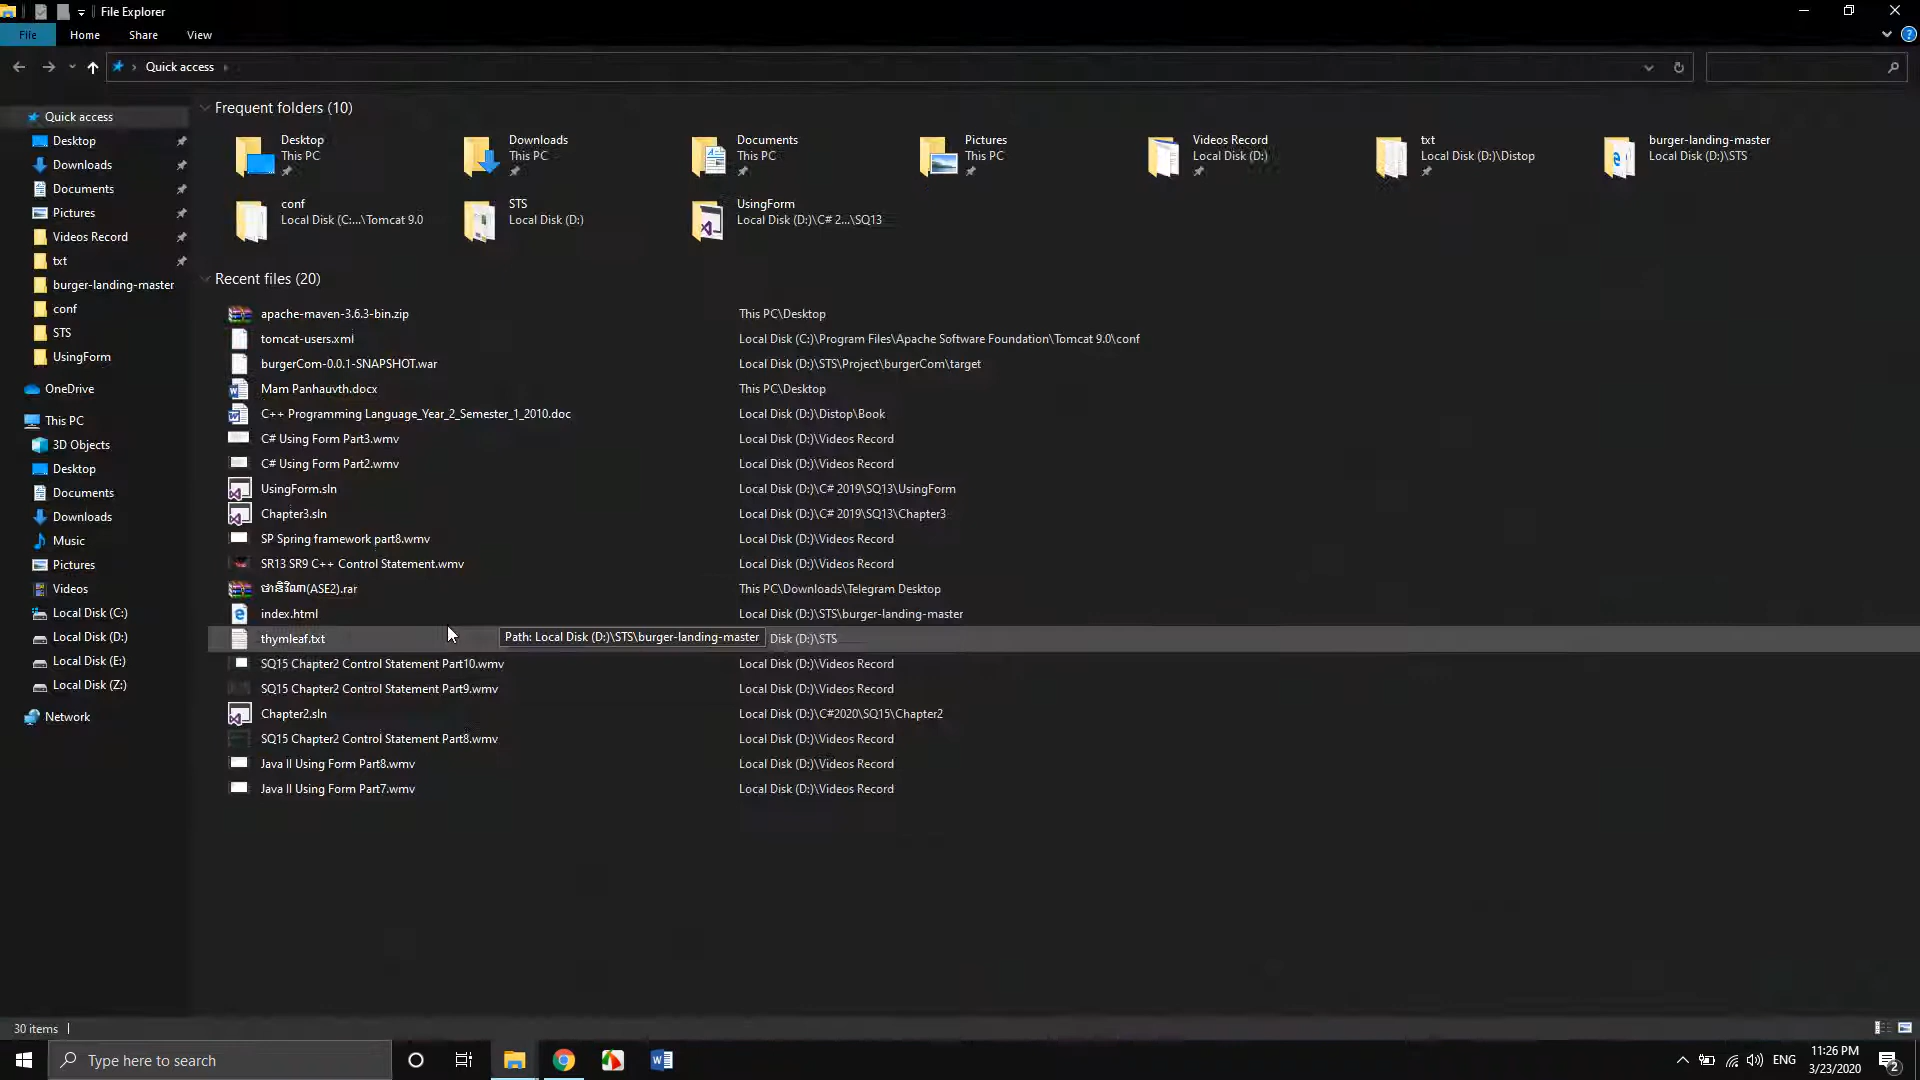 File Explorer
File Home Share View
Quick access
Quick access
Desktop
Downloads
Documents
Pictures
Videos Record
txt
burger-landing-master
conf
STS
UsingForm
OneDrive
This PC
3D Objects
Desktop
Documents
Downloads
Music
Pictures
Videos
Local Disk (C:)
Local Disk (D:)
Local Disk (E:)
Local Disk (Z:)
Network
Frequent folders (10)
Desktop
This PC
Downloads
This PC
Documents
This PC
Pictures
This PC
Videos Record
Local Disk (D:)
txt
Local Disk (D:)\Distop
burger-landing-master
Local Disk (D:)\STS
conf
Local Disk (C:...\Tomcat 9.0
STS
Local Disk (D:)
UsingForm
Local Disk (D:)\C# 2...\SQ13
Recent files (20)
apache-maven-3.6.3-bin.zip This PC\Desktop
tomcat-users.xml Local Disk (C:)\Program Files\Apache Software Foundation\Tomcat 9.0\conf
burgerCom-0.0.1-SNAPSHOT.war Local Disk (D:)\STS\Project\burgerCom\target
Mam Panhauvth.docx This PC\Desktop
C++ Programming Language_Year_2_Semester_1_2010.doc Local Disk (D:)\Distop\Book
C# Using Form Part3.wmv Local Disk (D:)\Videos Record
C# Using Form Part2.wmv Local Disk (D:)\Videos Record
UsingForm.sln Local Disk (D:)\C# 2019\SQ13\UsingForm
Chapter3.sln Local Disk (D:)\C# 2019\SQ13\Chapter3
SP Spring framework part8.wmv Local Disk (D:)\Videos Record
SR13 SR9 C++ Control Statement.wmv Local Disk (D:)\Videos Record
(ASE2).rar This PC\Downloads\Telegram Desktop
index.html Local Disk (D:)\STS\burger-landing-master
thymleaf.txt Path: Local Disk (D:)\STS\burger-landing-master Disk (D:)\STS
SQ15 Chapter2 Control Statement Part10.wmv Local Disk (D:)\Videos Record
SQ15 Chapter2 Control Statement Part9.wmv Local Disk (D:)\Videos Record
Chapter2.sln Local Disk (D:)\C#2020\SQ15\Chapter2
SQ15 Chapter2 Control Statement Part8.wmv Local Disk (D:)\Videos Record
Java II Using Form Part8.wmv Local Disk (D:)\Videos Record
Java II Using Form Part7.wmv Local Disk (D:)\Videos Record
30 items
Type here to search
ENG
11:26 PM
3/23/2020
2